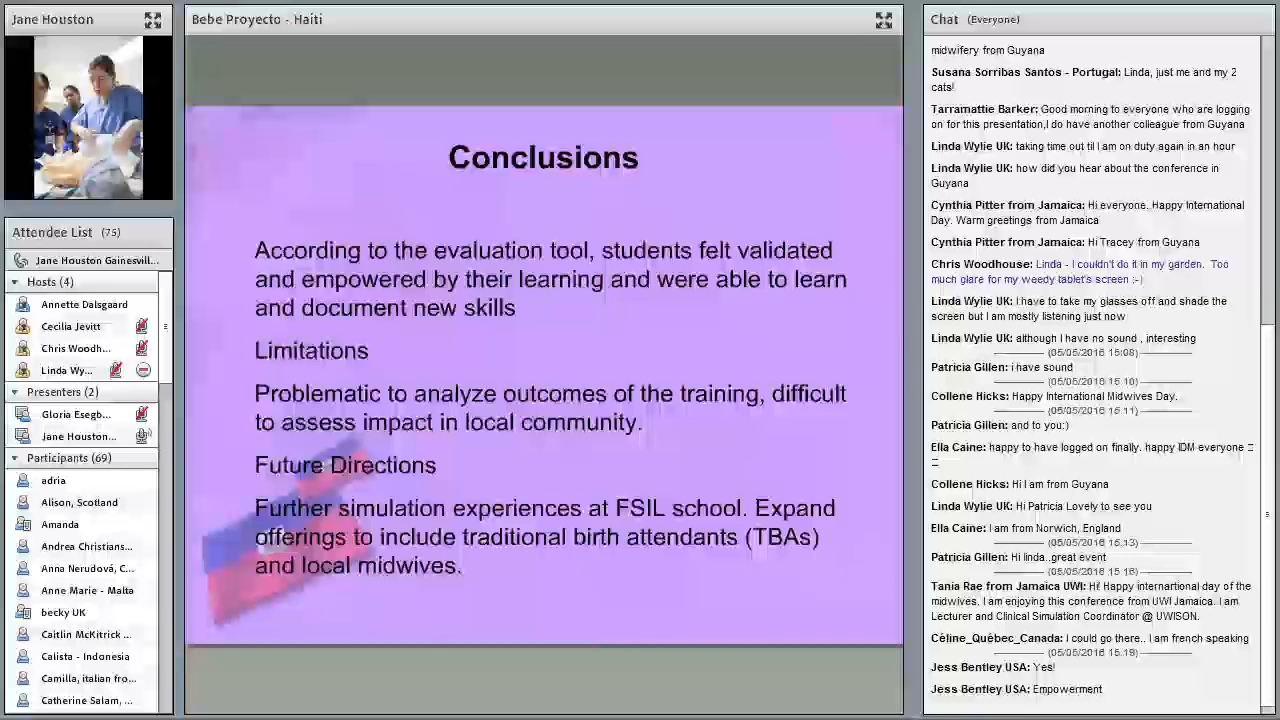 Jane Houston
Attendee List (75)
Jane Houston Gainesvill...
Hosts (4)
Annette Dalsgaard
Cecilia Jevitt
Chris Woodh...
Linda Wy...
Presenters (2)
Gloria Esegb...
Jane Houston...
Participants (69)
adria
Alison, Scotland
Amanda
Andrea Christians...
Anna Nerudová, C...
Anne Marie - Malta
becky UK
Caitlin McKitrick ...
Calista - Indonesia
Camilla, italian fro...
Catherine Salam, ...
Bebe Proyecto - Haiti
Conclusions
According to the evaluation tool, students felt validated
and empowered by their learning and were able to learn
and document new skills
Limitations
Problematic to analyze outcomes of the training, difficult
to assess impact in local community.
Future Directions
Further simulation experiences at FSIL school. Expand
offerings to include traditional birth attendants (TBAs)
and local midwives.
Chat (Everyone)
midwifery from Guyana
Susana Sorribas Santos - Portugal: Linda, just me and my 2
cats!
Tarramattie Barker: Good morning to everyone who are logging
on for this presentation,I do have another colleague from Guyana
Linda Wylie UK: taking time out til I am on duty again in an hour
Linda Wylie UK: how did you hear about the conference in
Guyana
Cynthia Pitter from Jamaica: Hi everyone. Happy International
Day. Warm greetings from Jamaica
Cynthia Pitter from Jamaica: Hi Tracey from Guyana
Chris Woodhouse: Linda - I couldn't do it in my garden. Too
much glare for my weedy tablet's screen :-)
Linda Wylie UK: I have to take my glasses off and shade the
screen but I am mostly listening just now
Linda Wylie UK: although I have no sound , interesting
(05/05/2016 15:08)
Patricia Gillen: i have sound
(05/05/2016 15:10)
Collene Hicks: Happy International Midwives Day.
(05/05/2016 15:11)
Patricia Gillen: and to you:)
Ella Caine: happy to have logged on finally. happy IDM everyone
Collene Hicks: Hi I am from Guyana
Linda Wylie UK: Hi Patricia Lovely to see you
Ella Caine: I am from Norwich, England
(05/05/2016 15:13)
Patricia Gillen: Hi linda..great event
(05/05/2016 15:16)
Tania Rae from Jamaica UWI: Hi! Happy internartional day of the
midwives. I am enjoying this conference from UWI Jamaica. I am
Lecturer and Clinical Simulation Coordinator @ UWISON.
Céline_Québec_Canada: I could go there.. I am french speaking
(05/05/2016 15:19)
Jess Bentley USA: Yes!
Jess Bentley USA: Empowerment